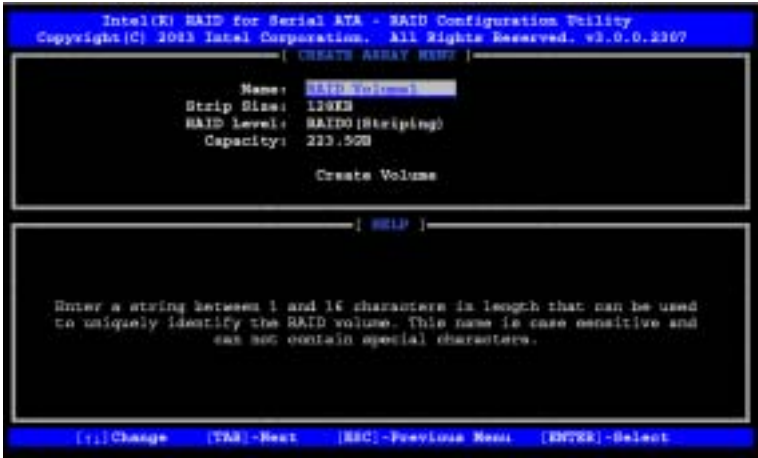 Intel(R) RAID for Serial ATA - RAID Configuration Utility
Copyright(C) 2003 Intel Corporation. All Rights Reserved. v3.0.0.2307
[ CREATE ARRAY MENU ]
Name: RAID Volume1
Strip Size: 128KB
RAID Level: RAID0(Striping)
Capacity: 223.5GB
Create Volume
[ HELP ]
Enter a string between 1 and 16 characters in length that can be used
to uniquely identify the RAID volume. This name is case sensitive and
can not contain special characters.
[↑↓]Change [TAB]-Next [ESC]-Previous Menu [ENTER]-Select